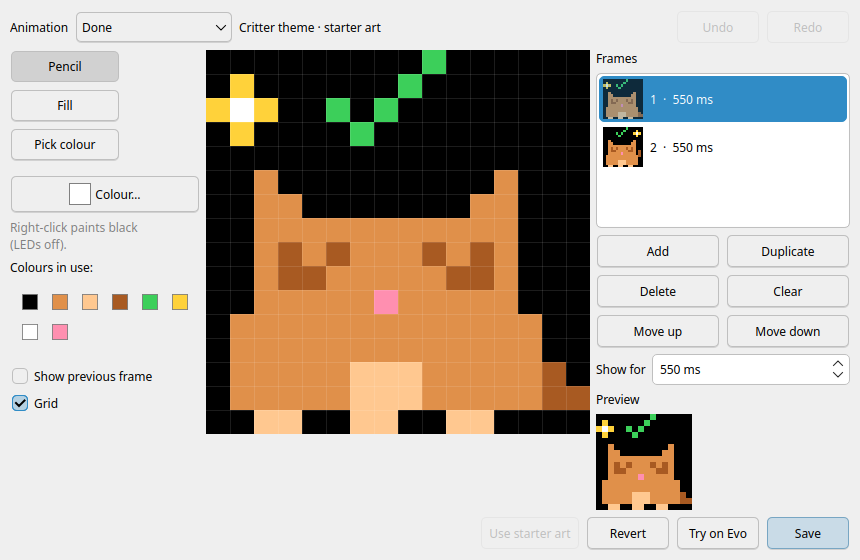 Animation Done Critter theme · starter art Undo Redo
Pencil
Fill
Pick colour
Colour...
Right-click paints black
(LEDs off).
Colours in use:
Show previous frame
Grid
Frames
1 · 550 ms
2 · 550 ms
Add Duplicate
Delete Clear
Move up Move down
Show for 550 ms
Preview
Use starter art Revert Try on Evo Save